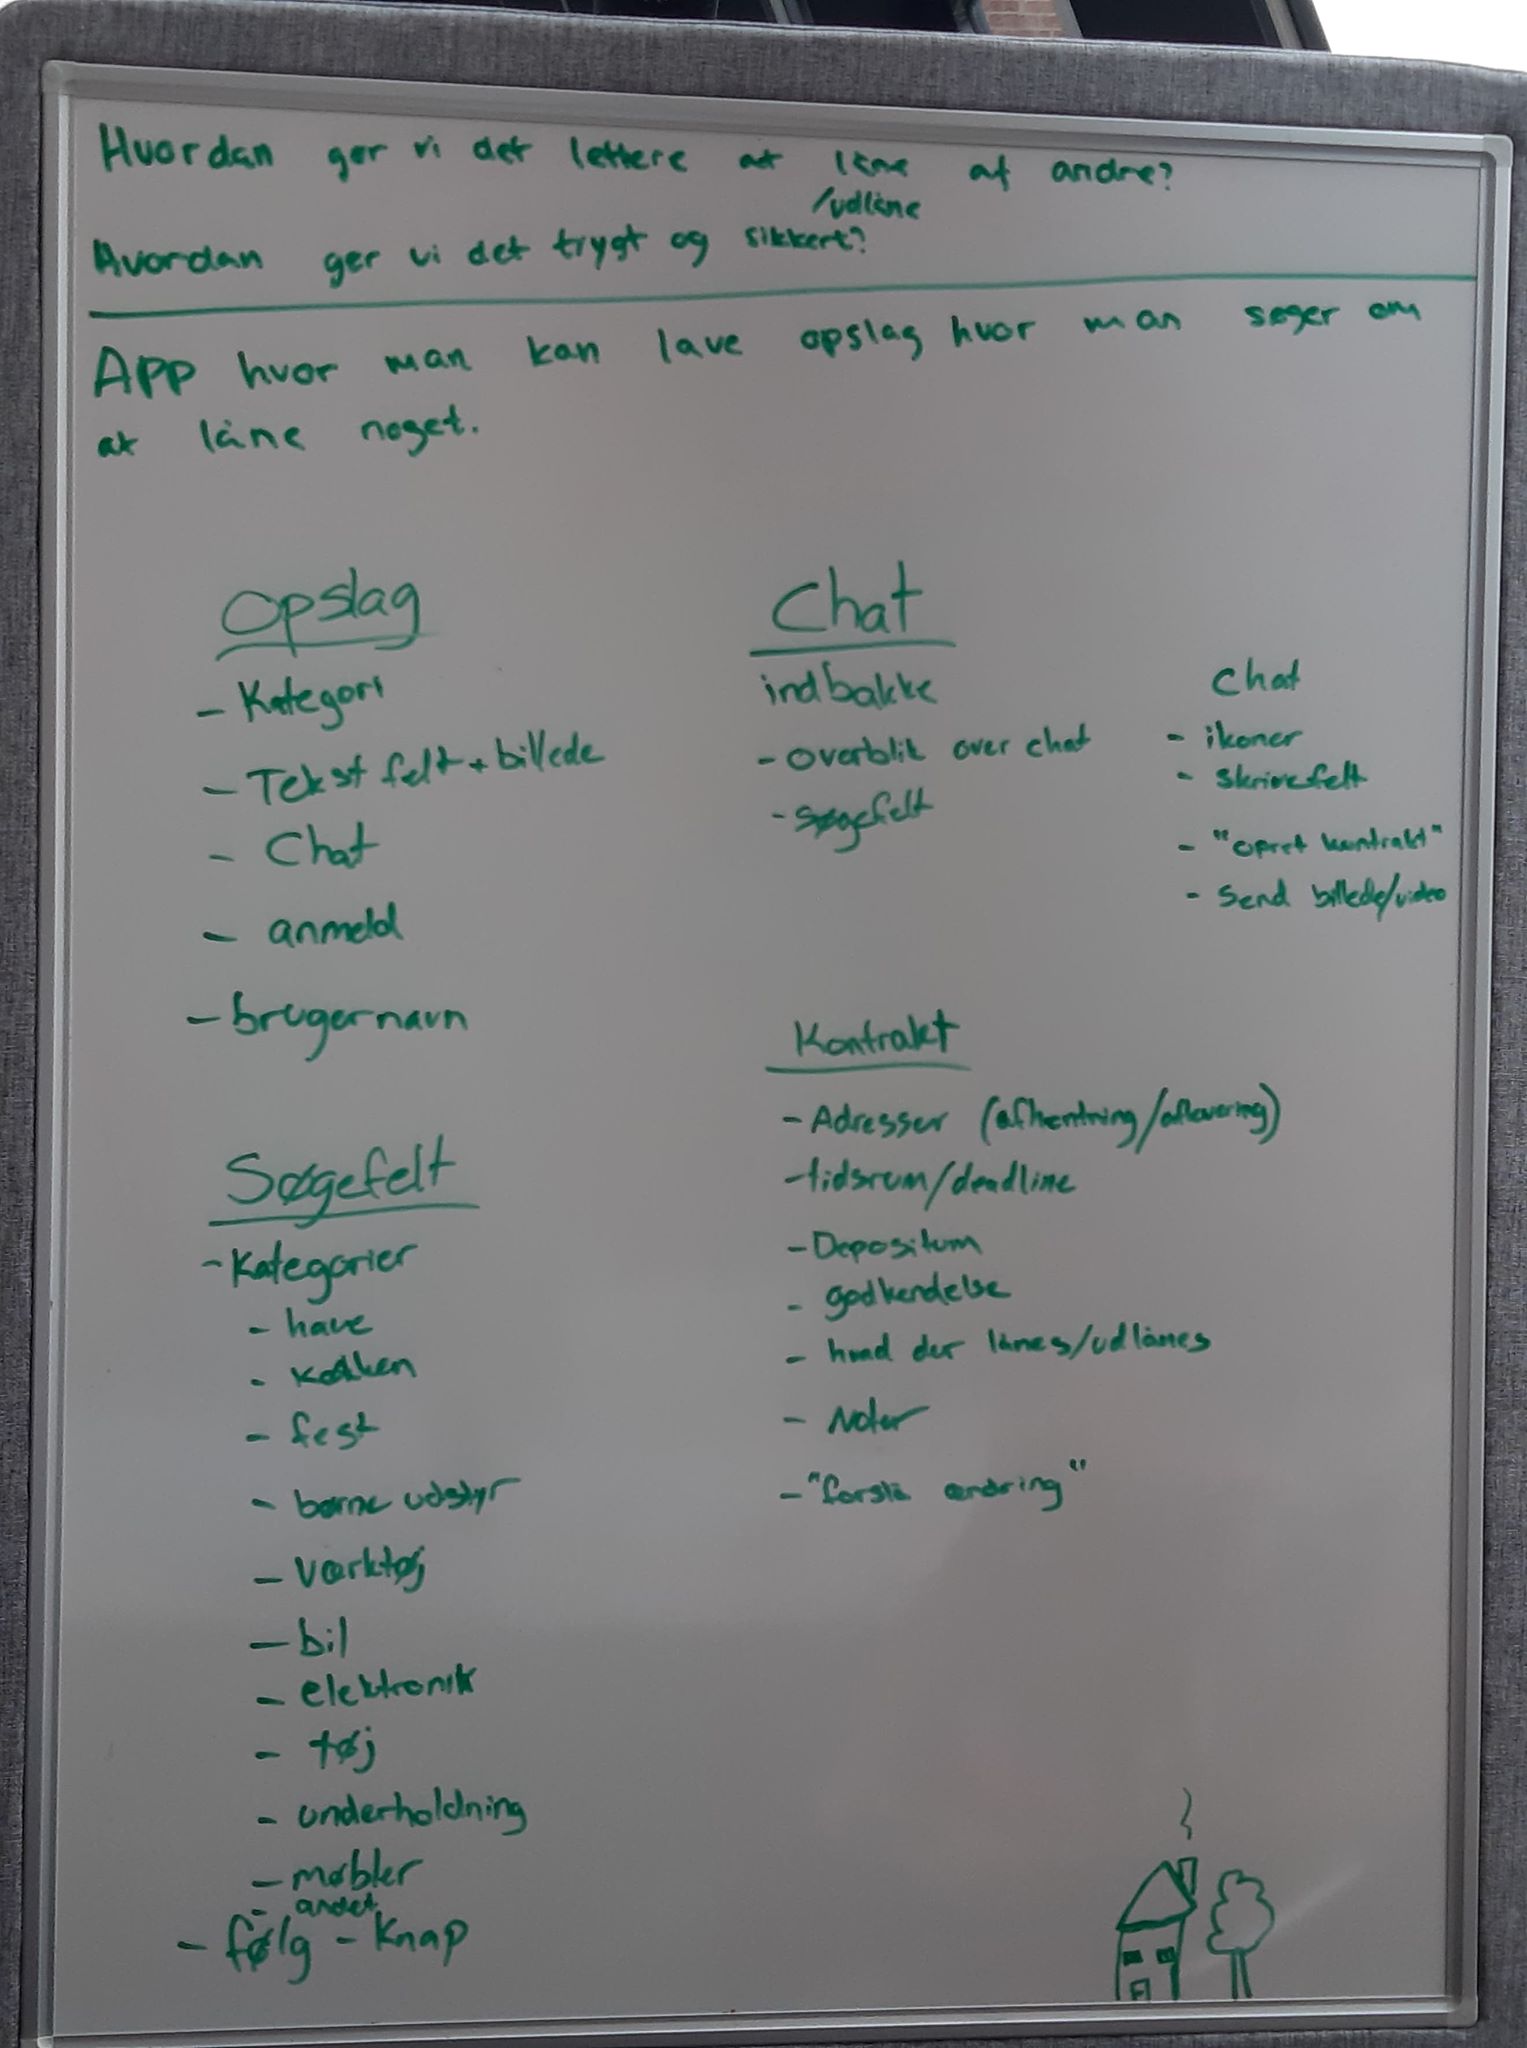 Hvordan gør vi det lettere at låne af andre?
/udlåne
Hvordan gør vi det trygt og sikkert?
APP hvor man kan lave opslag hvor man søger om
at låne noget.
Opslag
- Kategori
- Tekst felt + billede
- Chat
- anmeld
- brugernavn
Søgefelt
- Kategorier
- have
- køkken
- fest
- børne udstyr
- Værktøj
- bil
- elektronik
- tøj
- underholdning
- møbler
- andet
- følg - knap
Chat
indbakke
- Overblik over chat
- Søgefelt
Chat
- ikoner
- Skrivefelt
- "opret kontrakt"
- Send billede/video
Kontrakt
- Adresser (afhentning/aflevering)
- tidsrum/deadline
- Depositum
- godkendelse
- hvad der lånes/udlånes
- Noter
- "foreslå ændring"